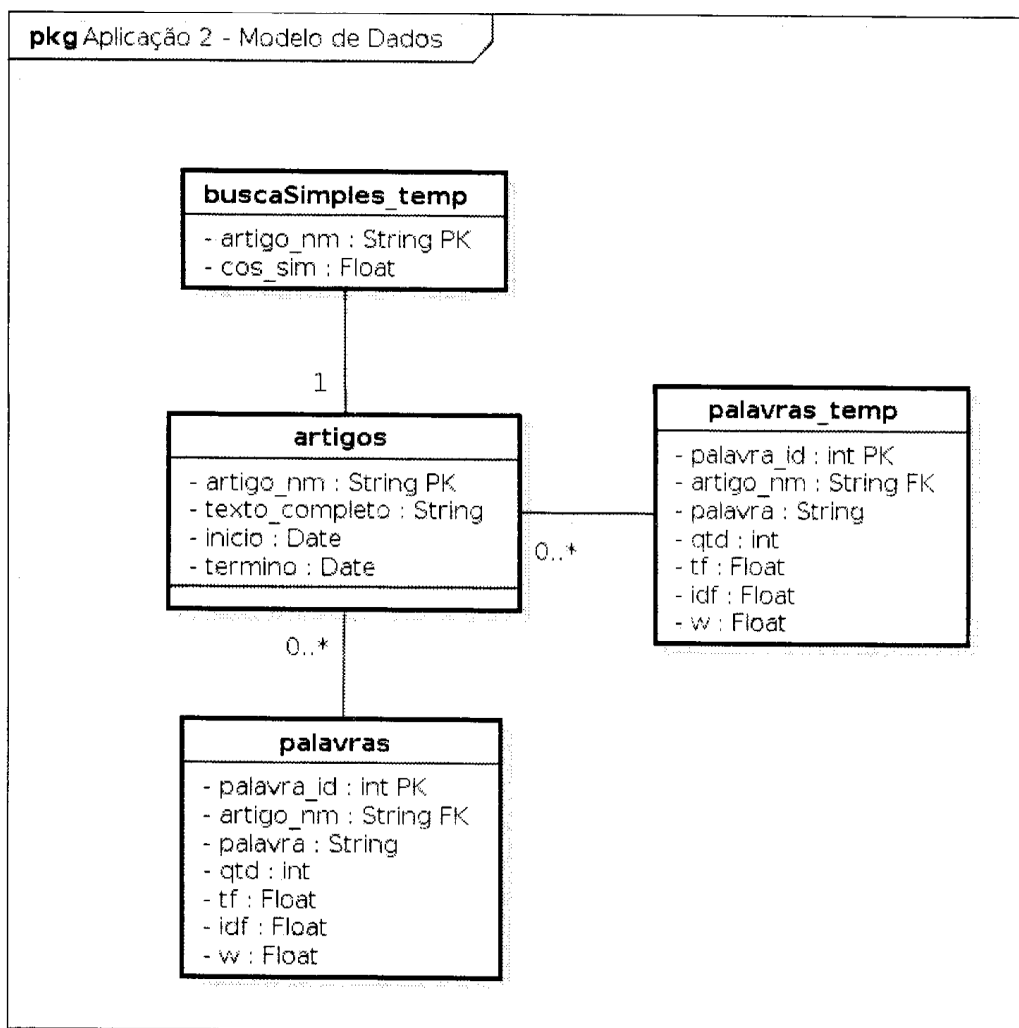 pkg Aplicação 2 - Modelo de Dados
buscaSimples_temp
- artigo_nm : String PK
- cos_sim : Float
1
artigos
- artigo_nm : String PK
- texto_completo : String
- inicio : Date
- termino : Date
0..*
palavras_temp
- palavra_id : int PK
- artigo_nm : String FK
- palavra : String
- qtd : int
- tf : Float
- idf : Float
- w : Float
0..*
palavras
- palavra_id : int PK
- artigo_nm : String FK
- palavra : String
- qtd : int
- tf : Float
- idf : Float
- w : Float